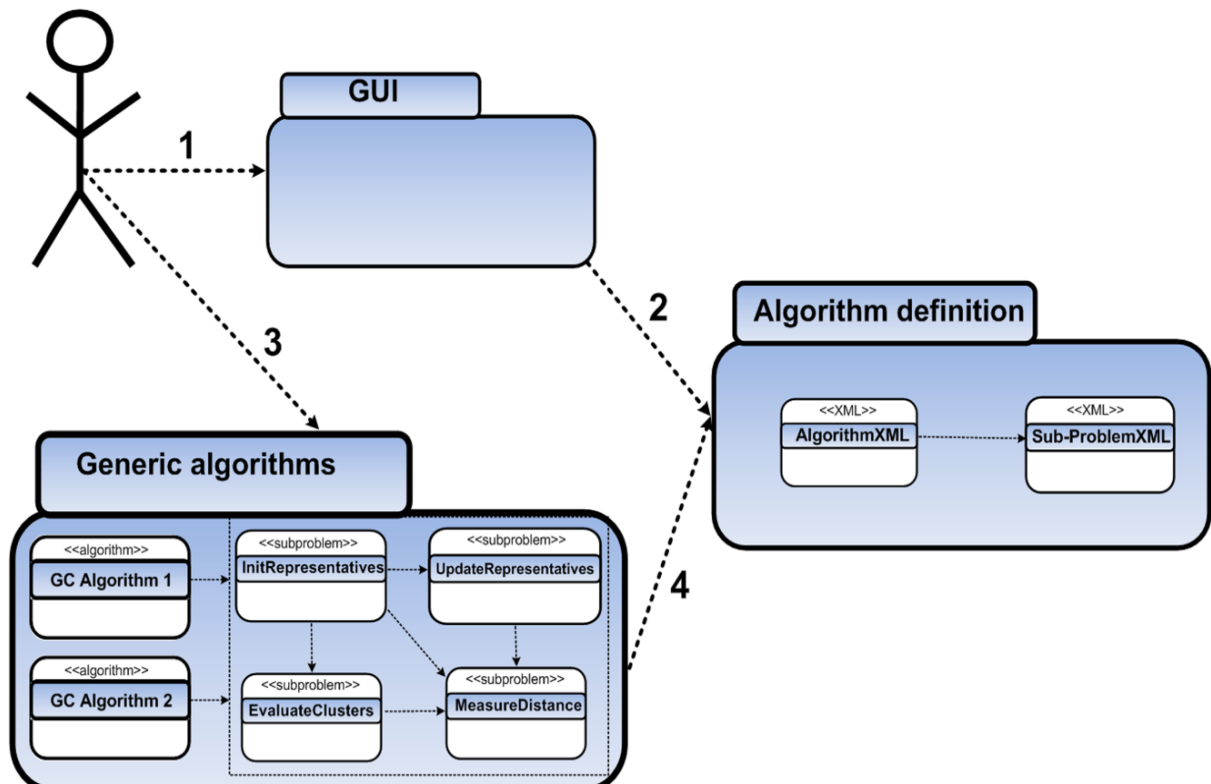 GUI
1
2
Algorithm definition
3
<<XML>>
AlgorithmXML
<<XML>>
Sub-ProblemXML
Generic algorithms
4
<<algorithm>>
GC Algorithm 1
<<subproblem>>
InitRepresentatives
<<subproblem>>
UpdateRepresentatives
<<algorithm>>
GC Algorithm 2
<<subproblem>>
EvaluateClusters
<<subproblem>>
MeasureDistance